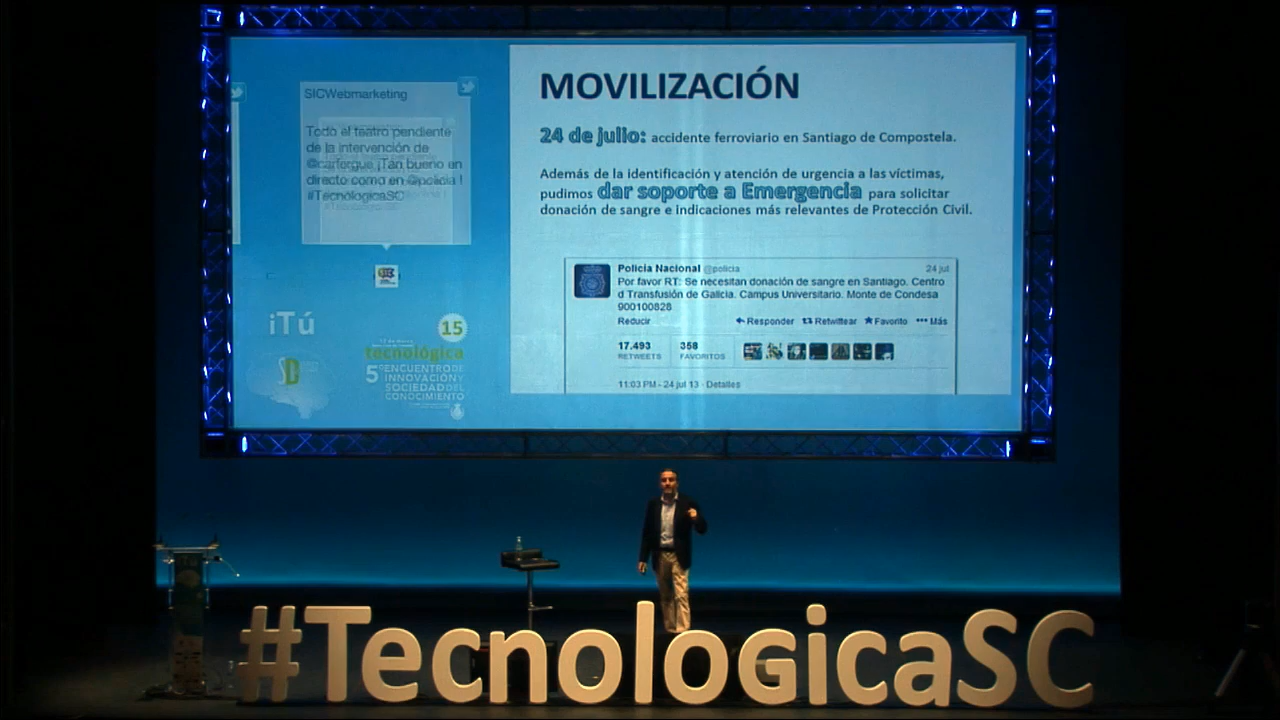 SICWebmarketing
Todo el teatro pendiente
de la intervención de
@carfergue ¡Tan bueno en
directo como en @policia !
#TecnológicaSC
iTú
15
tecnológica
5º ENCUENTRO DE
INNOVACIÓN Y
SOCIEDAD DEL
CONOCIMIENTO
MOVILIZACIÓN
24 de julio: accidente ferroviario en Santiago de Compostela.
Además de la identificación y atención de urgencia a las víctimas,
pudimos dar soporte a Emergencia para solicitar
donación de sangre e indicaciones más relevantes de Protección Civil.
Policía Nacional @policia 24 jul
Por favor RT: Se necesitan donación de sangre en Santiago. Centro
d Transfusión de Galicia. Campus Universitario. Monte de Condesa
900100828
Reducir Responder Retwittear Favorito Más
17.493 358
RETWEETS FAVORITOS
11:03 PM - 24 jul 13 · Detalles
#TecnologicaSC